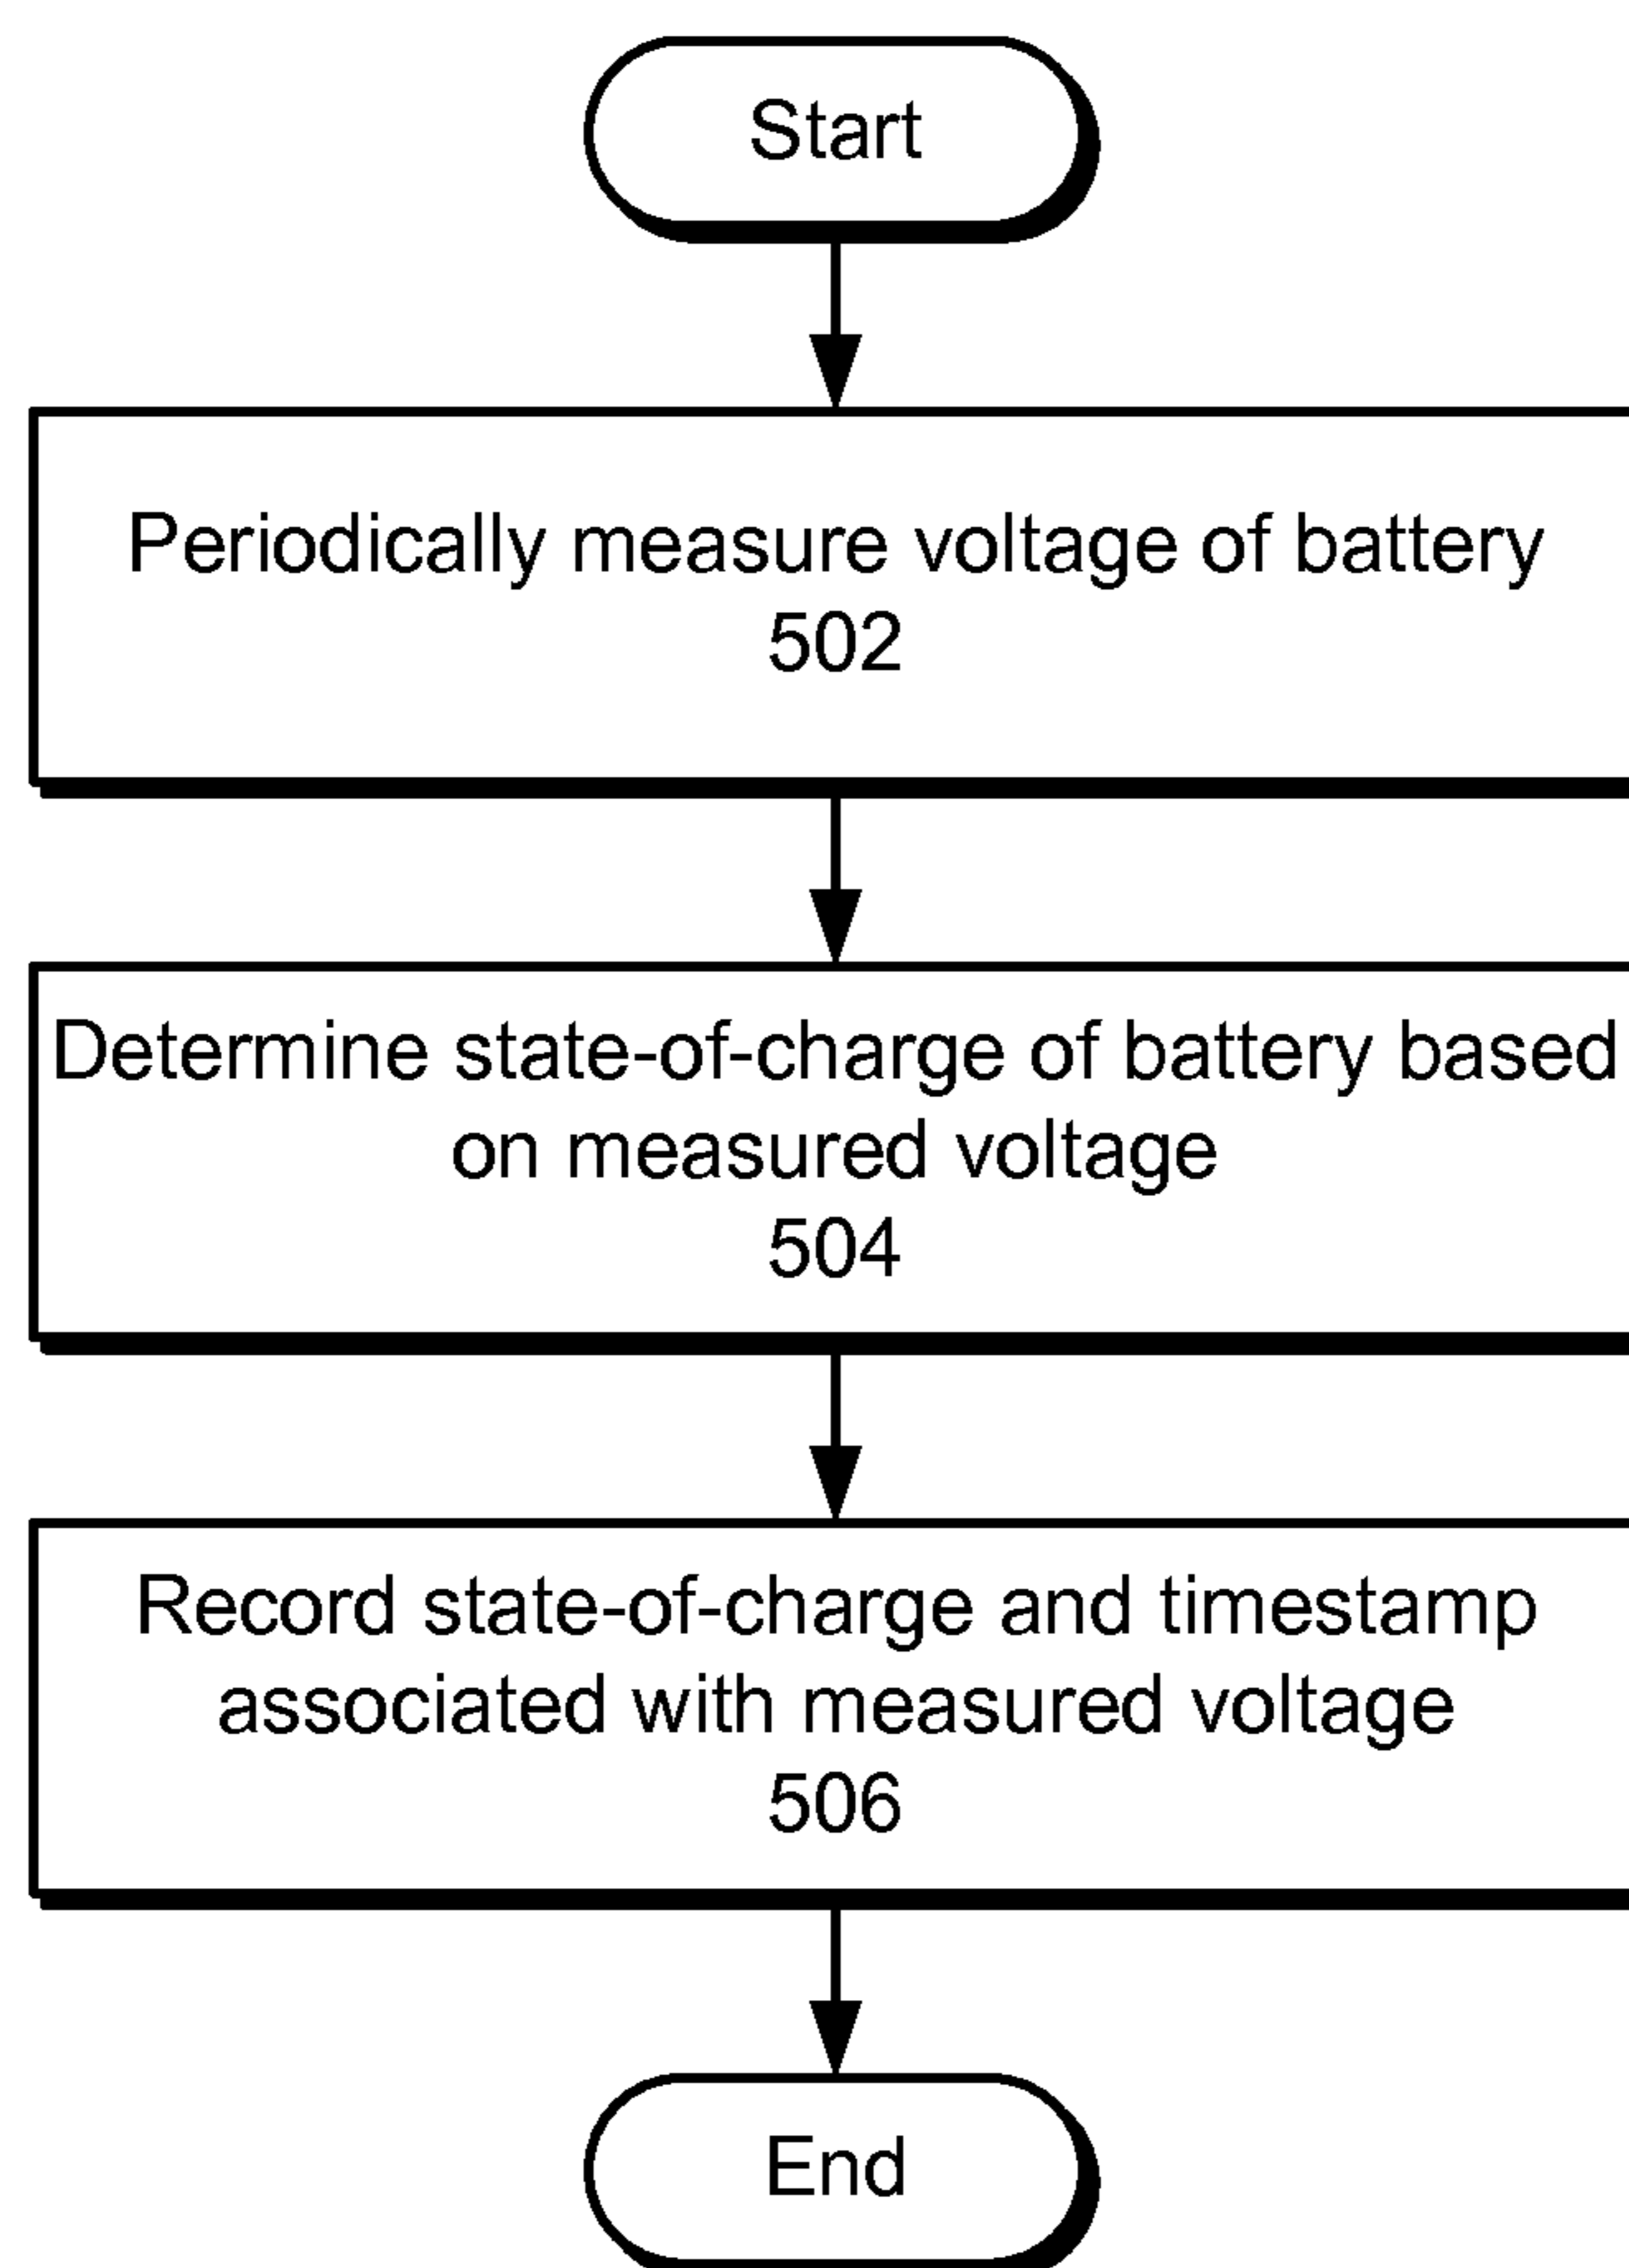 Start
Periodically measure voltage of battery
502
Determine state-of-charge of battery based
on measured voltage
504
Record state-of-charge and timestamp
associated with measured voltage
506
End